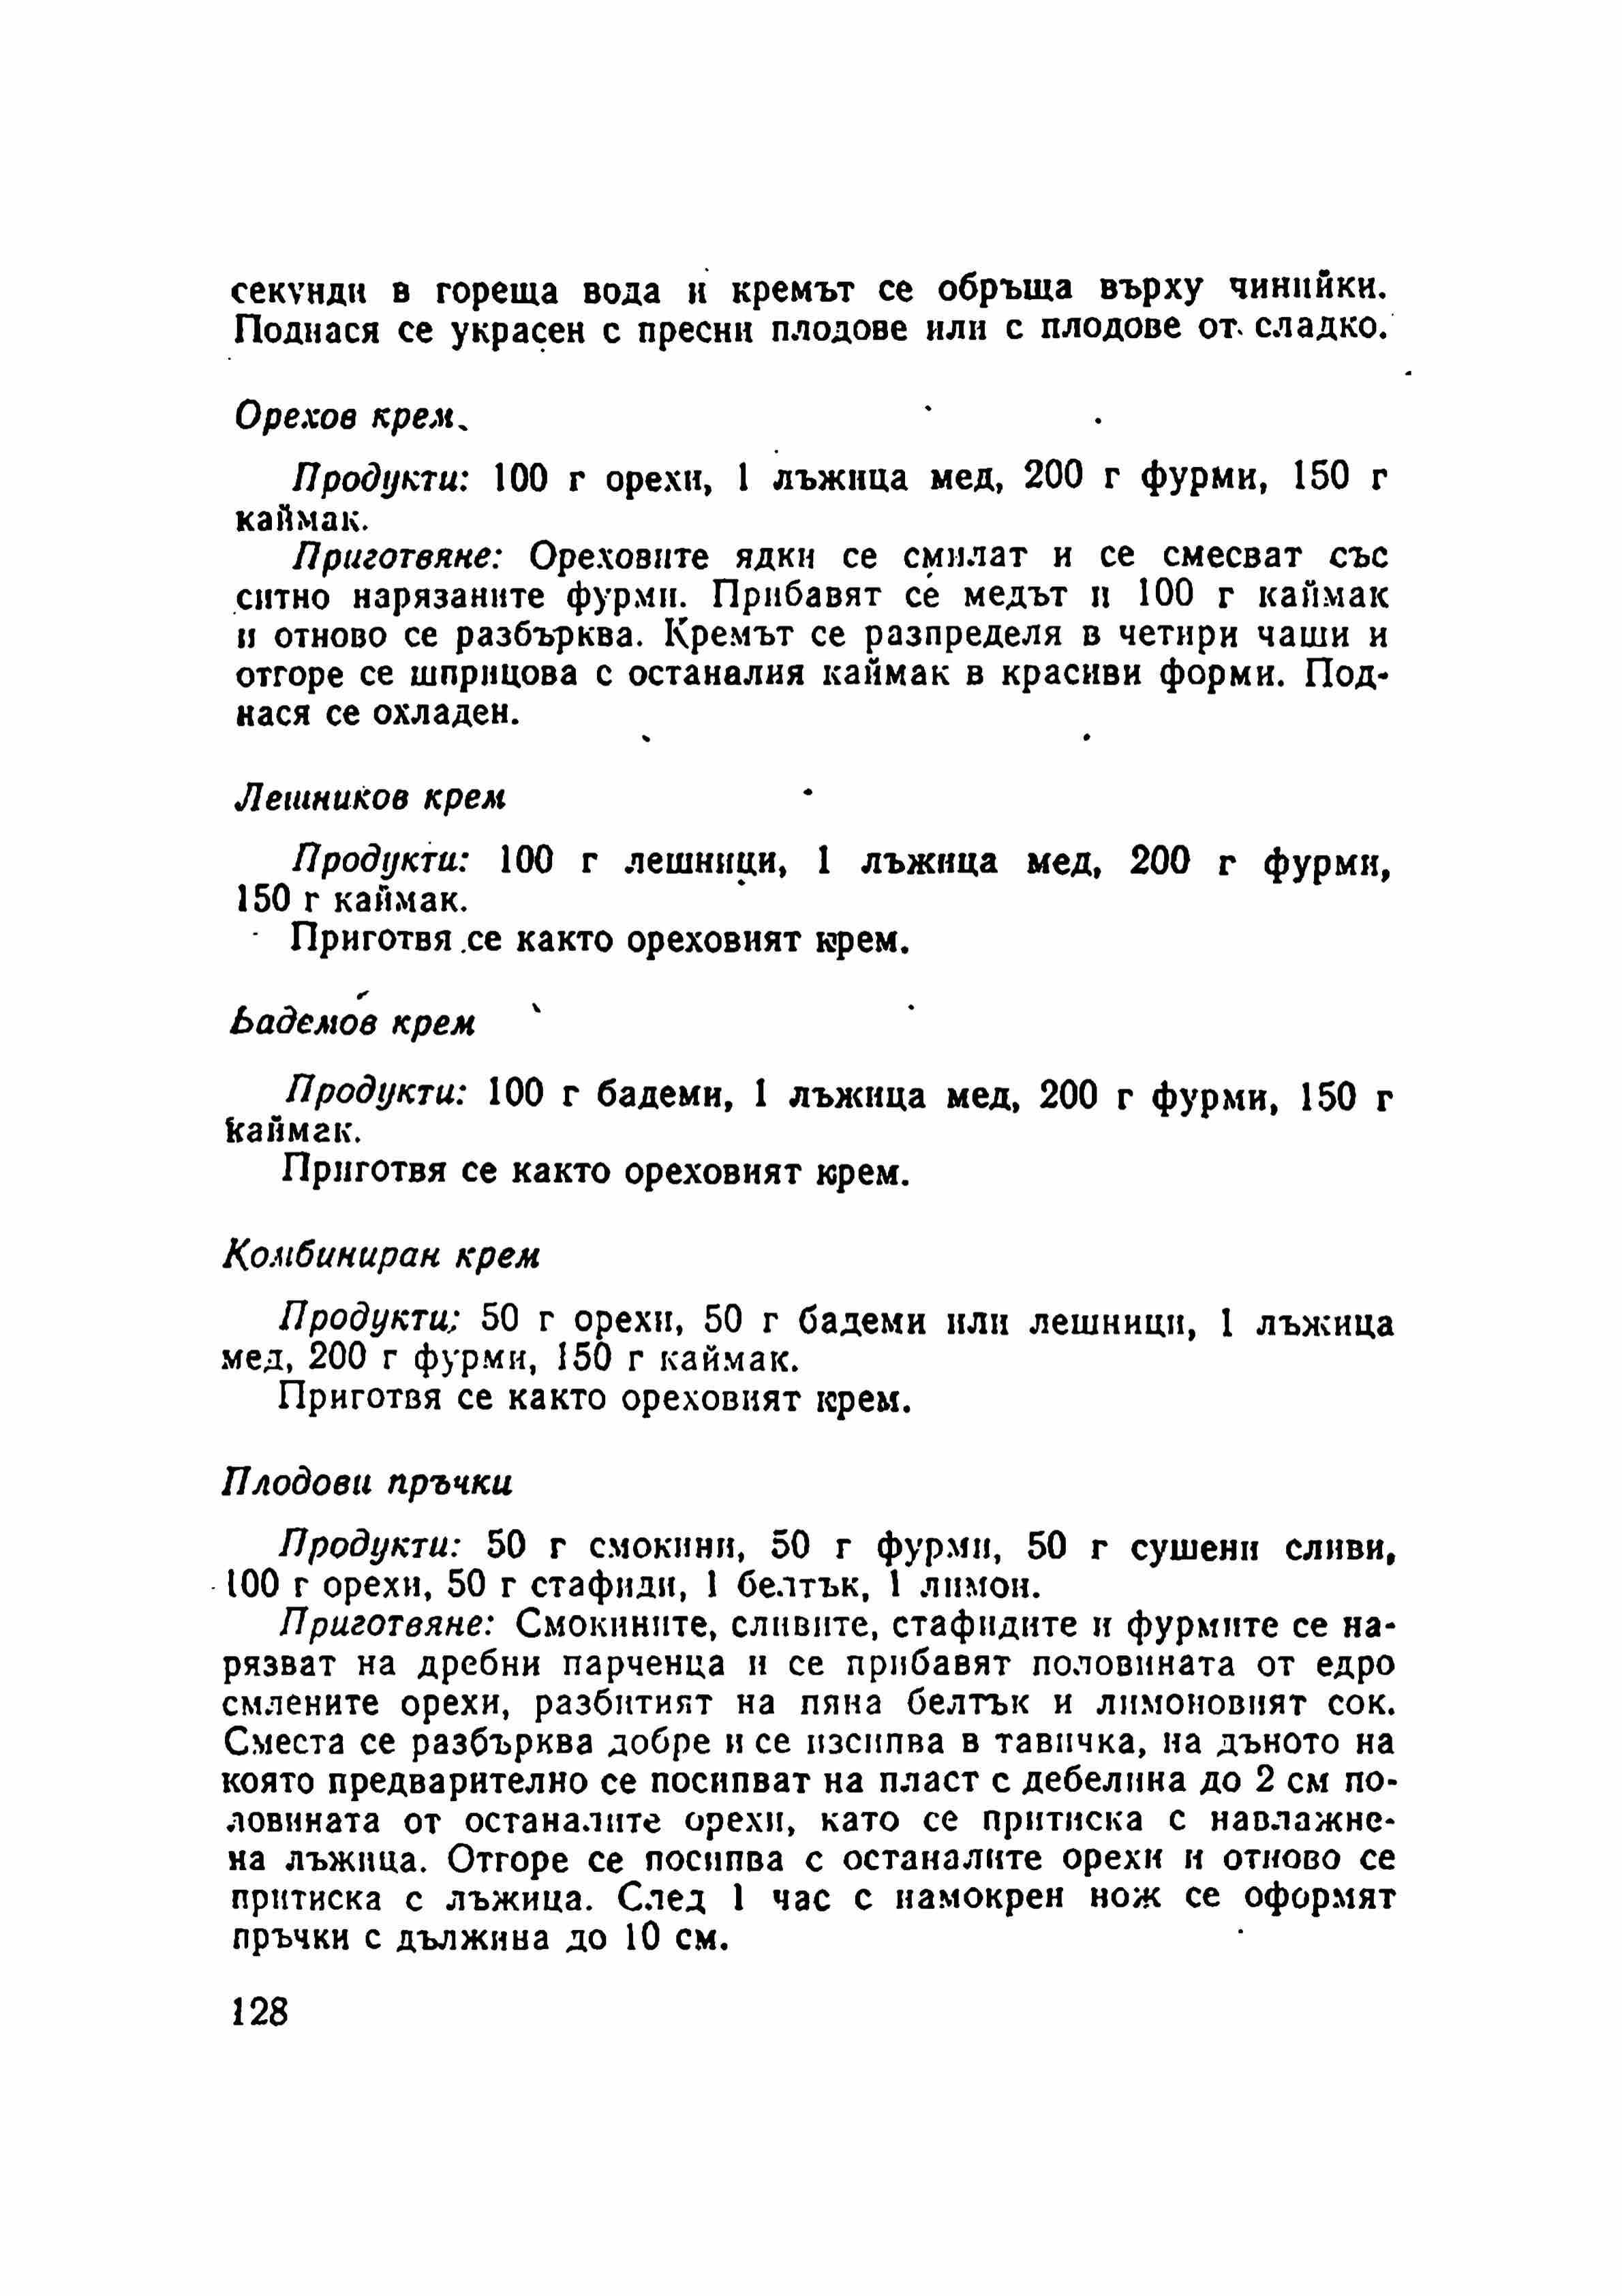 секунди в гореща вода и кремът се обръща върху чинийки.
Поднася се украсен с пресни плодове или с плодове от сладко.
Орехов крем.
Продукти: 100 г орехи, 1 лъжица мед, 200 г фурми, 150 г
каймак.
Приготвяне: Ореховите ядки се смилат и се смесват със
ситно нарязаните фурми. Прибавят се медът и 100 г каймак
и отново се разбърква. Кремът се разпределя в четири чаши и
отгоре се шприцова с останалия каймак в красиви форми. Под-
нася се охладен.
Лешников крем
Продукти: 100 г лешници, 1 лъжица мед, 200 г фурми,
150 г каймак.
Приготвя се както ореховият крем.
Бадемов крем
Продукти: 100 г бадеми, 1 лъжица мед, 200 г фурми, 150 г
каймак.
Приготвя се както ореховият крем.
Комбиниран крем
Продукти: 50 г орехи, 50 г бадеми или лешници, 1 лъжица
мед, 200 г фурми, 150 г каймак.
Приготвя се както ореховият крем.
Плодови пръчки
Продукти: 50 г смокини, 50 г фурми, 50 г сушени сливи,
100 г орехи, 50 г стафиди, 1 белтък, 1 лимон.
Приготвяне: Смокините, сливите, стафидите и фурмите се на-
рязват на дребни парченца и се прибавят половината от едро
смлените орехи, разбитият на пяна белтък и лимоновият сок.
Сместа се разбърква добре и се изсипва в тавичка, на дъното на
която предварително се посипват на пласт с дебелина до 2 см по-
ловината от останалите орехи, като се притиска с навлажне-
на лъжица. Отгоре се посипва с останалите орехи и отново се
притиска с лъжица. След 1 час с намокрен нож се оформят
пръчки с дължина до 10 см.
128